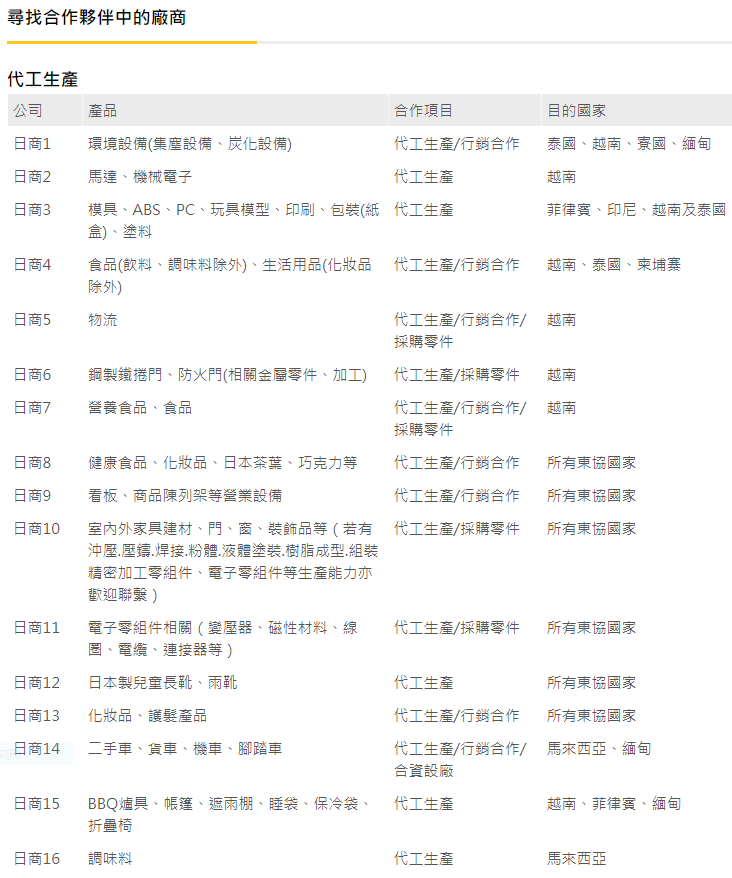 尋找合作夥伴中的廠商
代工生產
公司 產品 合作項目 目的國家
日商1 環境設備(集塵設備、炭化設備) 代工生產/行銷合作 泰國、越南、寮國、緬甸
日商2 馬達、機械電子 代工生產 越南
日商3 模具、ABS、PC、玩具模型、印刷、包裝(紙 代工生產 菲律賓、印尼、越南及泰國
盒)、塗料
日商4 食品(飲料、調味料除外)、生活用品(化妝品 代工生產/行銷合作 越南、泰國、柬埔寨
除外)
日商5 物流 代工生產/行銷合作/ 越南
採購零件
日商6 鋼製鐵捲門、防火門(相關金屬零件、加工) 代工生產/採購零件 越南
日商7 營養食品、食品 代工生產/行銷合作/ 越南
採購零件
日商8 健康食品、化妝品、日本茶葉、巧克力等 代工生產/行銷合作 所有東協國家
日商9 看板、商品陳列架等營業設備 代工生產/行銷合作 所有東協國家
日商10 室內外家具建材、門、窗、裝飾品等（若有 代工生產/採購零件 所有東協國家
沖壓.壓鑄.焊接.粉體.液體塗裝.樹脂成型.組裝
精密加工零組件、電子零組件等生產能力亦
歡迎聯繫）
日商11 電子零組件相關（變壓器、磁性材料、線 代工生產/採購零件 所有東協國家
圈、電纜、連接器等）
日商12 日本製兒童長靴、雨靴 代工生產 所有東協國家
日商13 化妝品、護髮產品 代工生產/行銷合作 所有東協國家
日商14 二手車、貨車、機車、腳踏車 代工生產/行銷合作/ 馬來西亞、緬甸
合資設廠
日商15 BBQ爐具、帳篷、遮雨棚、睡袋、保冷袋、 代工生產 越南、菲律賓、緬甸
折疊椅
日商16 調味料 代工生產 馬來西亞